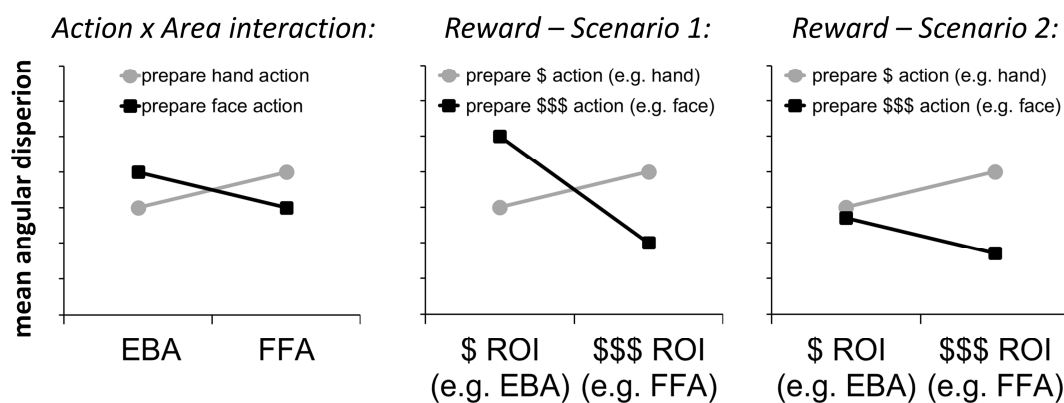 Action x Area interaction:
prepare hand action
prepare face action
mean angular disperion
EBA FFA
Reward – Scenario 1:
prepare $ action (e.g. hand)
prepare $$$ action (e.g. face)
$ ROI $$$ ROI
(e.g. EBA) (e.g. FFA)
Reward – Scenario 2:
prepare $ action (e.g. hand)
prepare $$$ action (e.g. face)
$ ROI $$$ ROI
(e.g. EBA) (e.g. FFA)